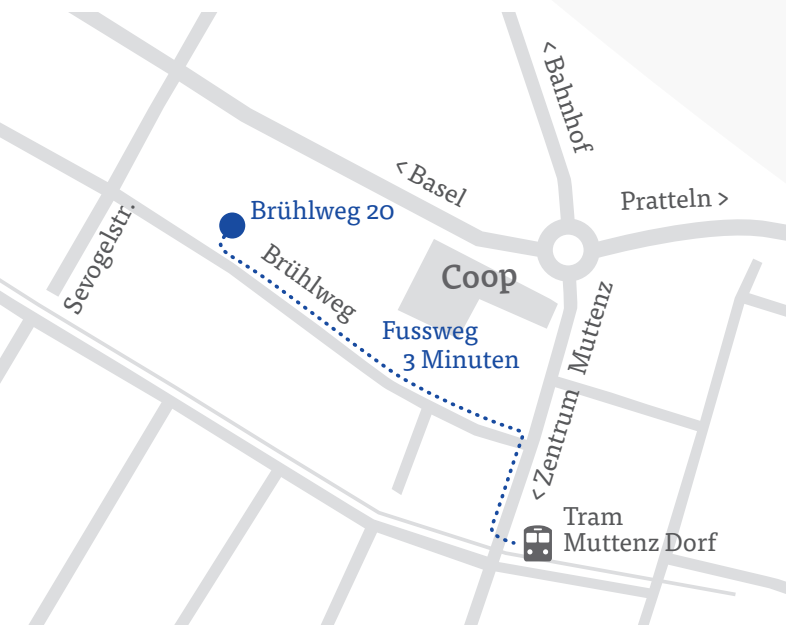 < Bahnhof
< Basel
Pratteln >
Brühlweg 20
Sevogelstr.
Brühlweg
Coop
Fussweg
3 Minuten
< Zentrum Muttenz
Tram
Muttenz Dorf